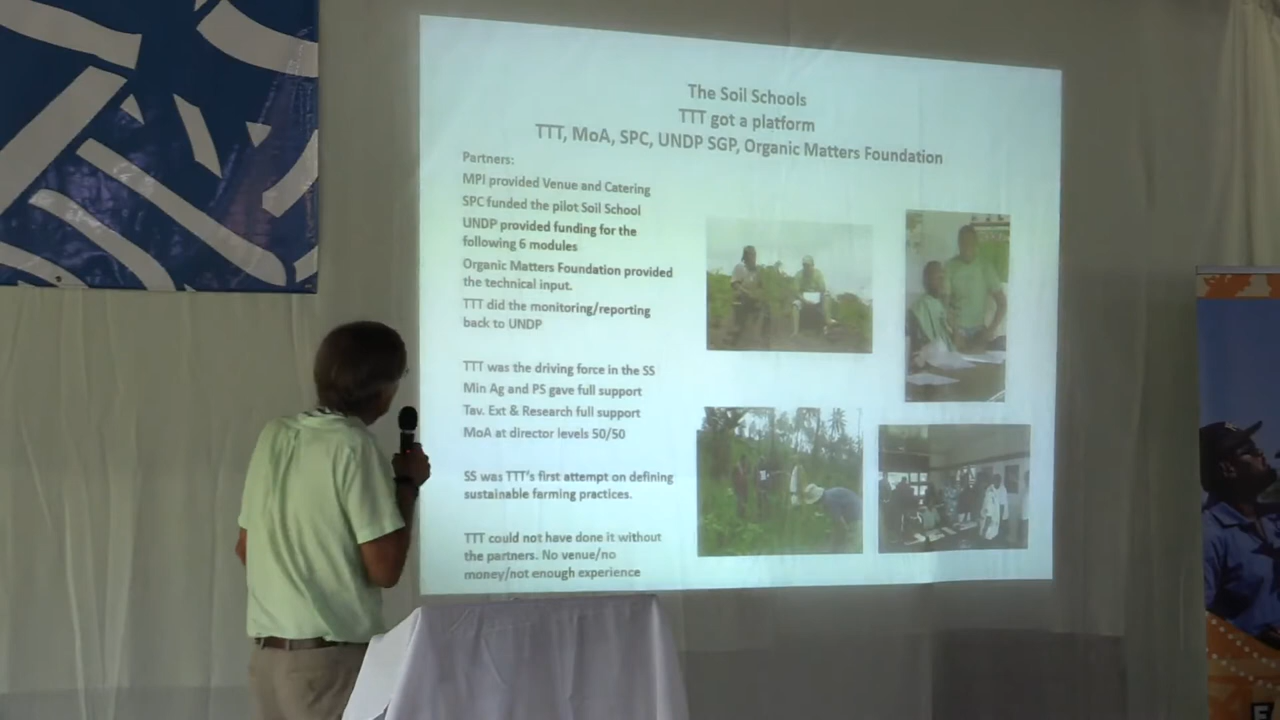 The Soil Schools
TTT got a platform
TTT, MoA, SPC, UNDP SGP, Organic Matters Foundation
Partners:
MPI provided Venue and Catering
SPC funded the pilot Soil School
UNDP provided funding for the
following 6 modules
Organic Matters Foundation provided
the technical input.
TTT did the monitoring/reporting
back to UNDP
TTT was the driving force in the SS
Min Ag and PS gave full support
Tav. Ext & Research full support
MoA at director levels 50/50
SS was TTT's first attempt on defining
sustainable farming practices.
TTT could not have done it without
the partners. No venue/no
money/not enough experience